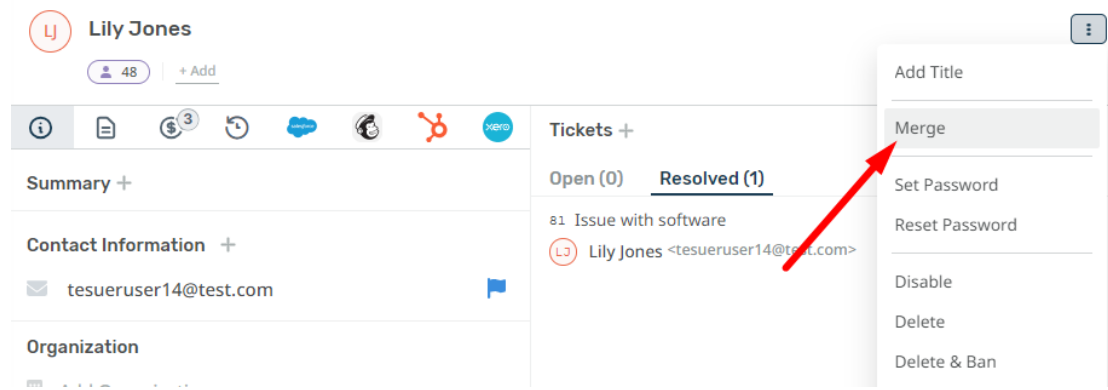 LJ
Lily Jones
48
+ Add
3
salesforce
xero
Summary +
Contact Information +
tesueruser14@test.com
Organization
Tickets +
Open (0) Resolved (1)
81 Issue with software
LJ Lily Jones <tesueruser14@test.com>
Add Title
Merge
Set Password
Reset Password
Disable
Delete
Delete & Ban